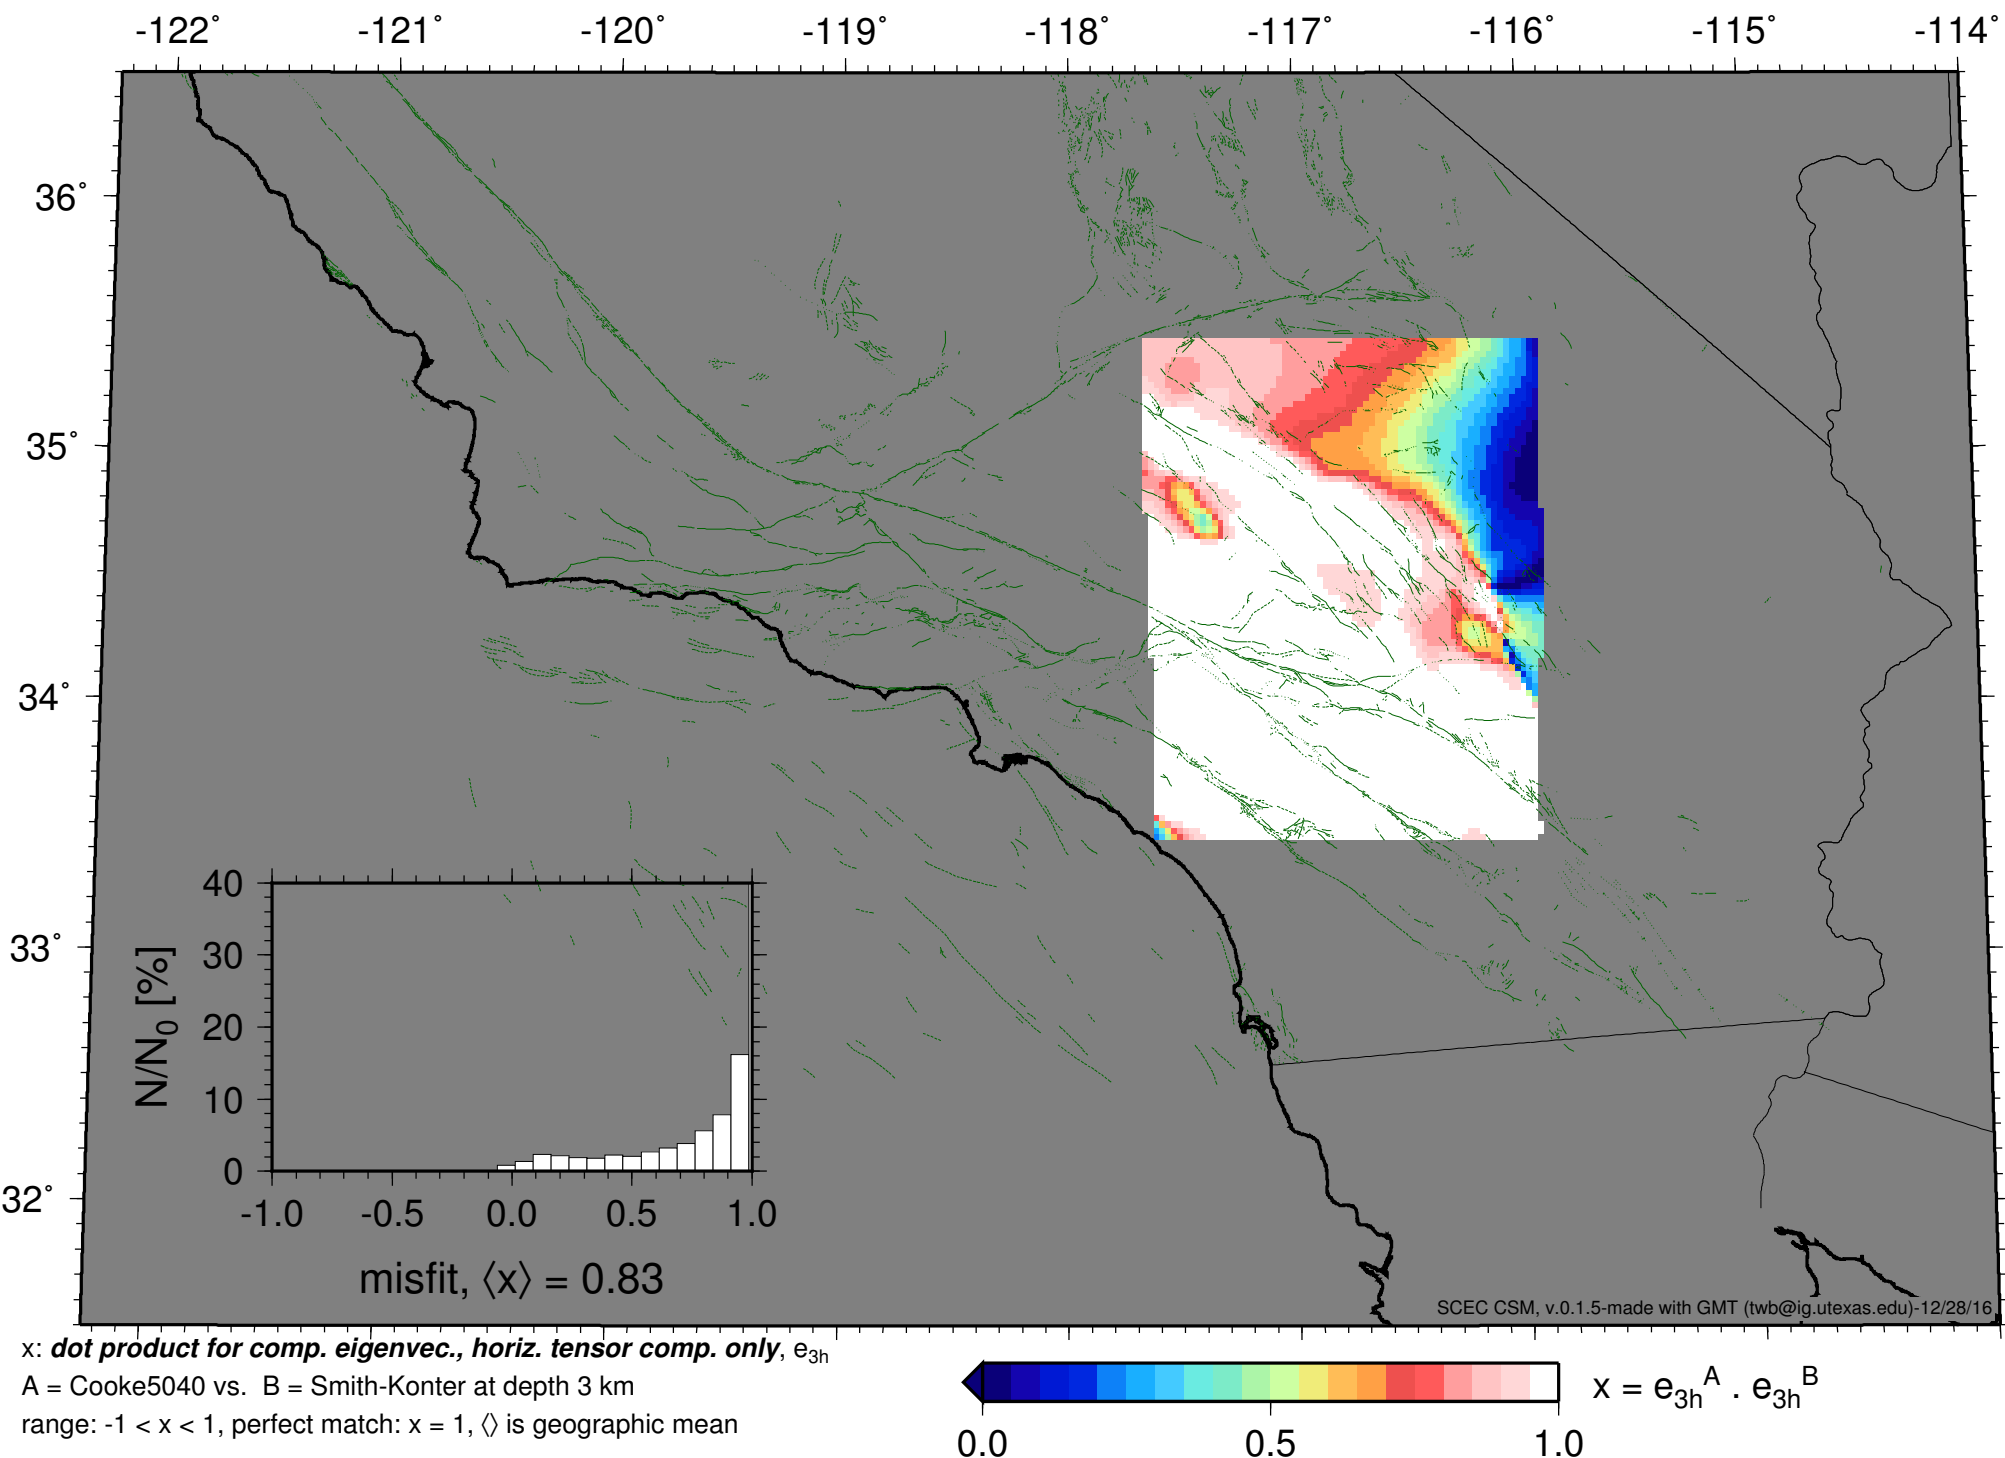 -122° -121° -120° -119° -118° -117° -116° -115° -114°
36°
35°
34°
33°
32°
40
30
20
10
0
N/N0 [%]
-1.0 -0.5 0.0 0.5 1.0
misfit, ⟨x⟩ = 0.83
SCEC CSM, v.0.1.5-made with GMT (twb@ig.utexas.edu)-12/28/16
x: dot product for comp. eigenvec., horiz. tensor comp. only, e3h
A = Cooke5040 vs. B = Smith-Konter at depth 3 km
range: -1 < x < 1, perfect match: x = 1, ⟨⟩ is geographic mean
x = e3h^A . e3h^B
0.0 0.5 1.0